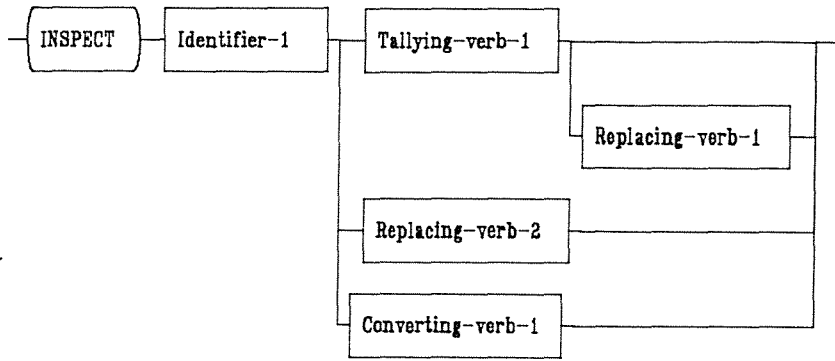 INSPECT Identifier-1 Tallying-verb-1
Replacing-verb-1
Replacing-verb-2
Converting-verb-1